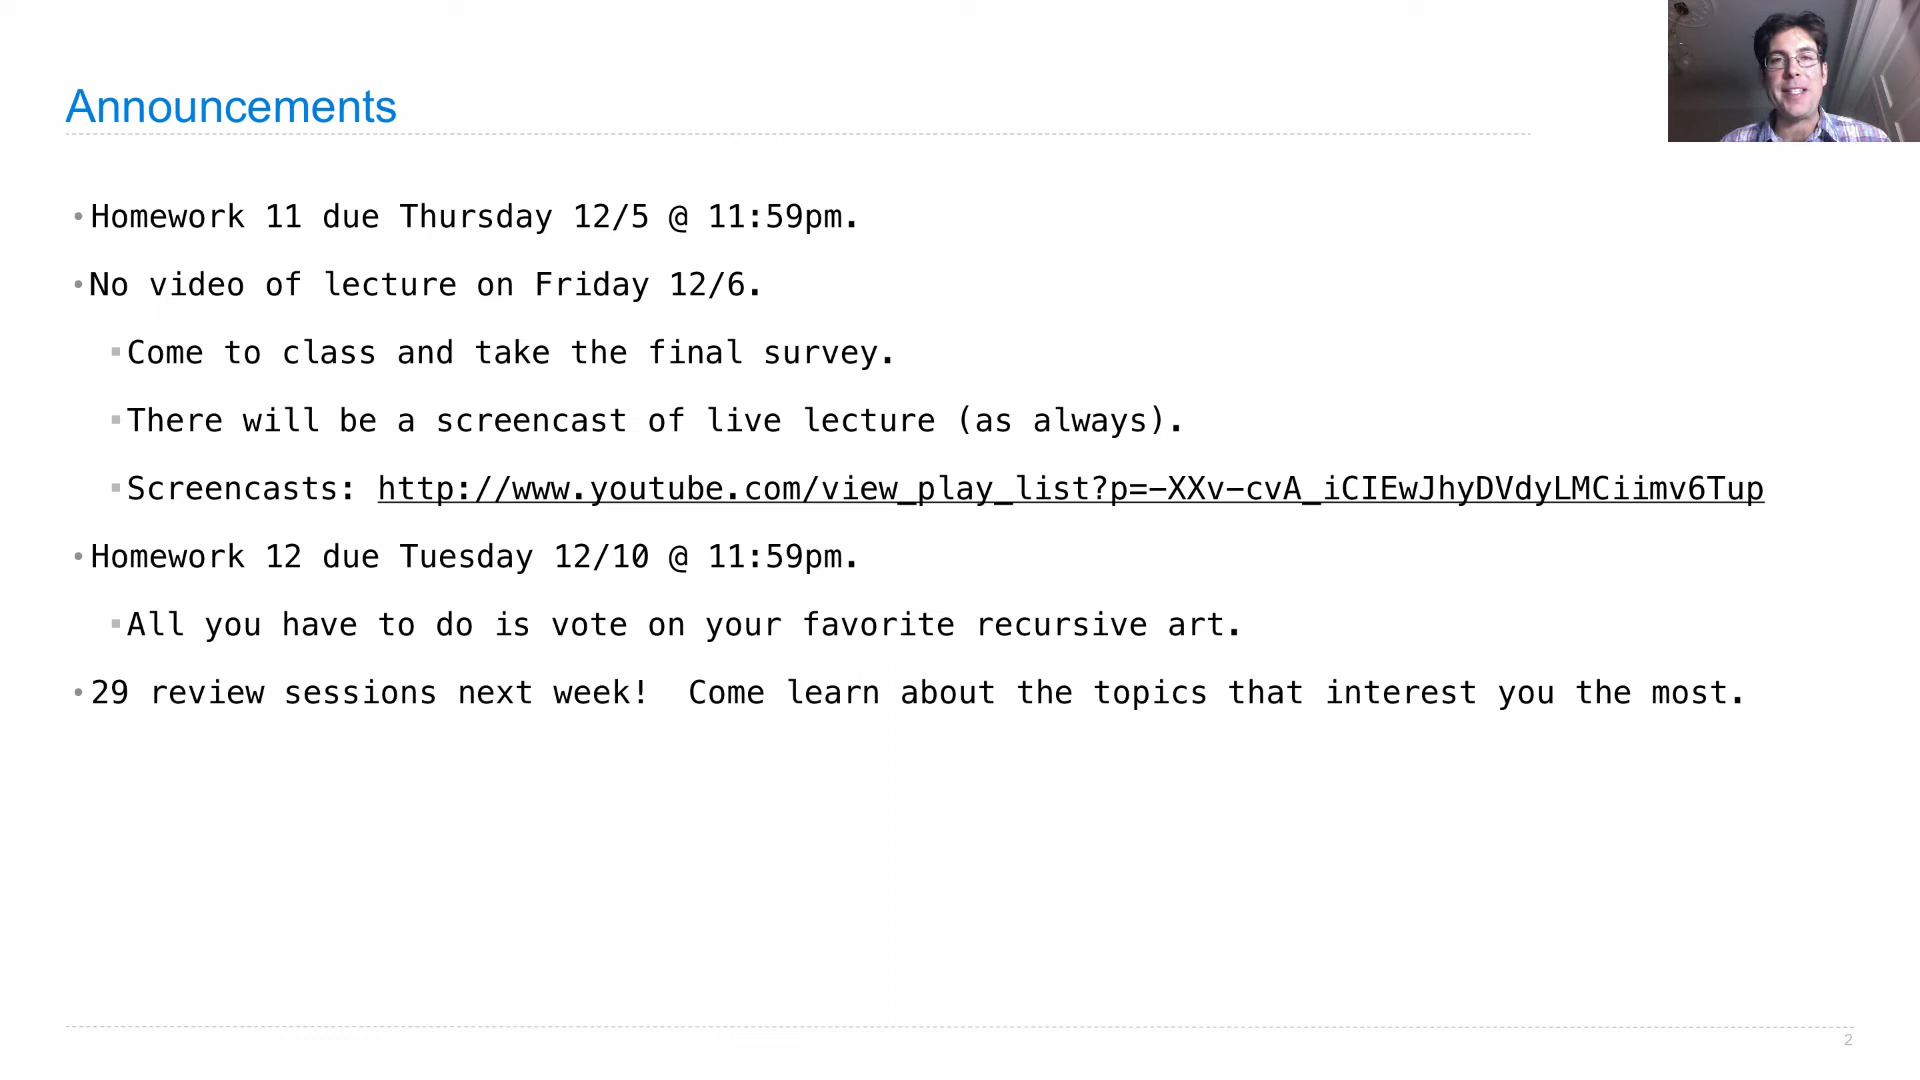 Announcements
•Homework 11 due Thursday 12/5 @ 11:59pm.
•No video of lecture on Friday 12/6.
▪Come to class and take the final survey.
▪There will be a screencast of live lecture (as always).
▪Screencasts: http://www.youtube.com/view_play_list?p=-XXv-cvA_iCIEwJhyDVdyLMCiimv6Tup
•Homework 12 due Tuesday 12/10 @ 11:59pm.
▪All you have to do is vote on your favorite recursive art.
•29 review sessions next week!  Come learn about the topics that interest you the most.
2